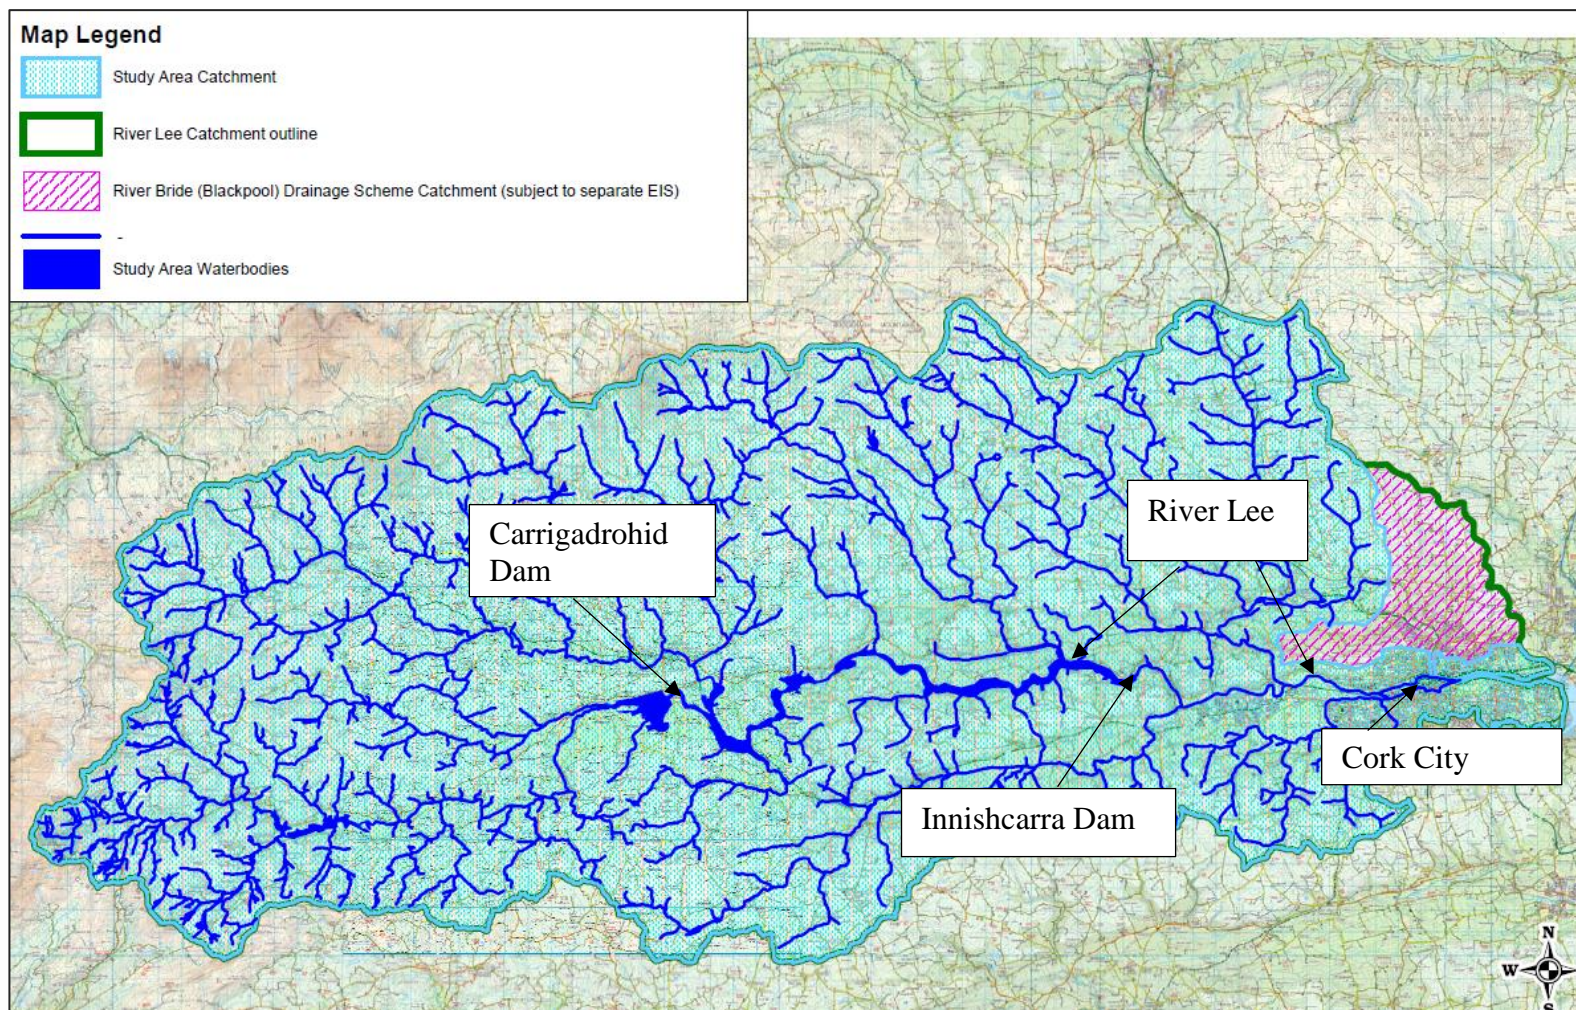 Map Legend
Study Area Catchment
River Lee Catchment outline
River Bride (Blackpool) Drainage Scheme Catchment (subject to separate EIS)
-
Study Area Waterbodies
River Lee
Carrigadrohid
Dam
Cork City
Innishcarra Dam
N
W
S